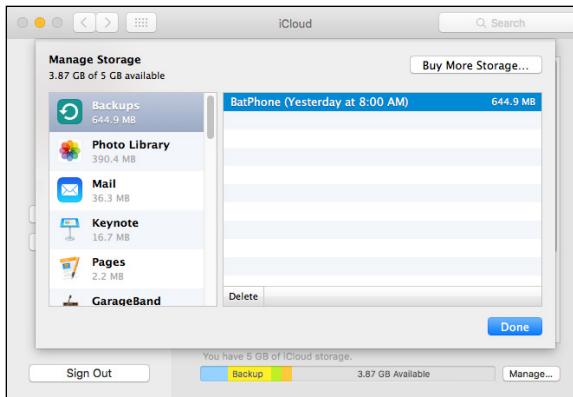 iCloud
Search
Manage Storage
3.87 GB of 5 GB available
Buy More Storage...
Backups
644.9 MB
Photo Library
390.4 MB
Mail
36.3 MB
Keynote
16.7 MB
Pages
2.2 MB
GarageBand
BatPhone (Yesterday at 8:00 AM) 644.9 MB
Delete
Done
You have 5 GB of iCloud storage.
Sign Out
Backup
3.87 GB Available
Manage...